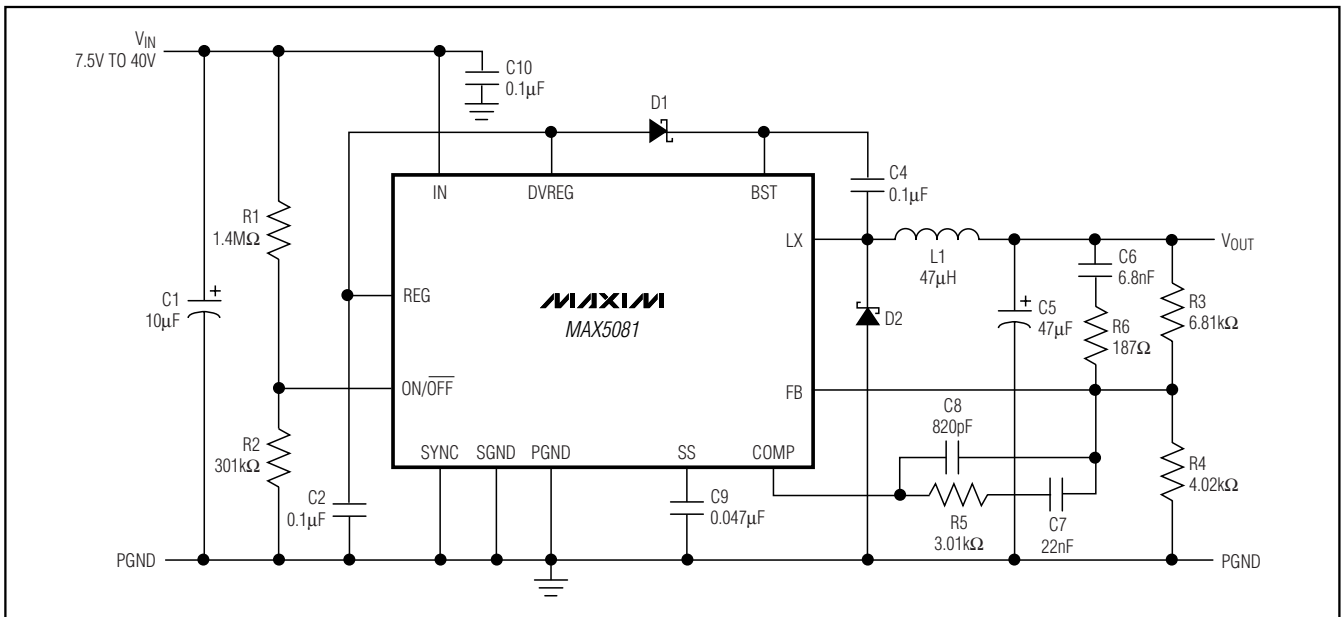 VIN
7.5V TO 40V
C10
0.1µF
D1
IN
DVREG
BST
C4
0.1µF
R1
1.4MΩ
LX
L1
47µH
VOUT
C6
6.8nF
C1
10µF
+
REG
MAXIM
MAX5081
D2
+
C5
47µF
R6
187Ω
R3
6.81kΩ
ON/OFF
FB
C8
820pF
R2
301kΩ
SYNC
SGND
PGND
SS
COMP
R4
4.02kΩ
C2
0.1µF
C9
0.047µF
R5
3.01kΩ
C7
22nF
PGND
PGND